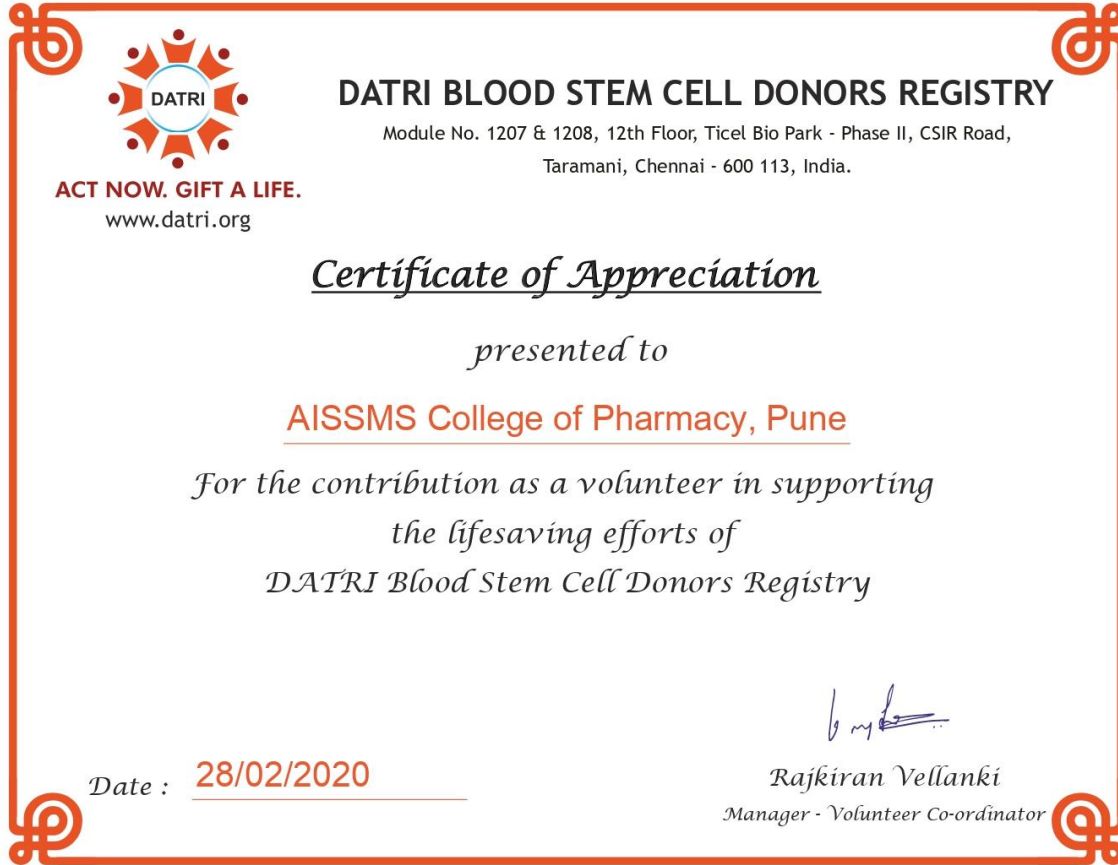 DATRI
ACT NOW. GIFT A LIFE.
www.datri.org
DATRI BLOOD STEM CELL DONORS REGISTRY
Module No. 1207 & 1208, 12th Floor, Ticel Bio Park - Phase II, CSIR Road,
Taramani, Chennai - 600 113, India.
Certificate of Appreciation
presented to
AISSMS College of Pharmacy, Pune
For the contribution as a volunteer in supporting
the lifesaving efforts of
DATRI Blood Stem Cell Donors Registry
Date : 28/02/2020
Rajkiran Vellanki
Manager - Volunteer Co-ordinator